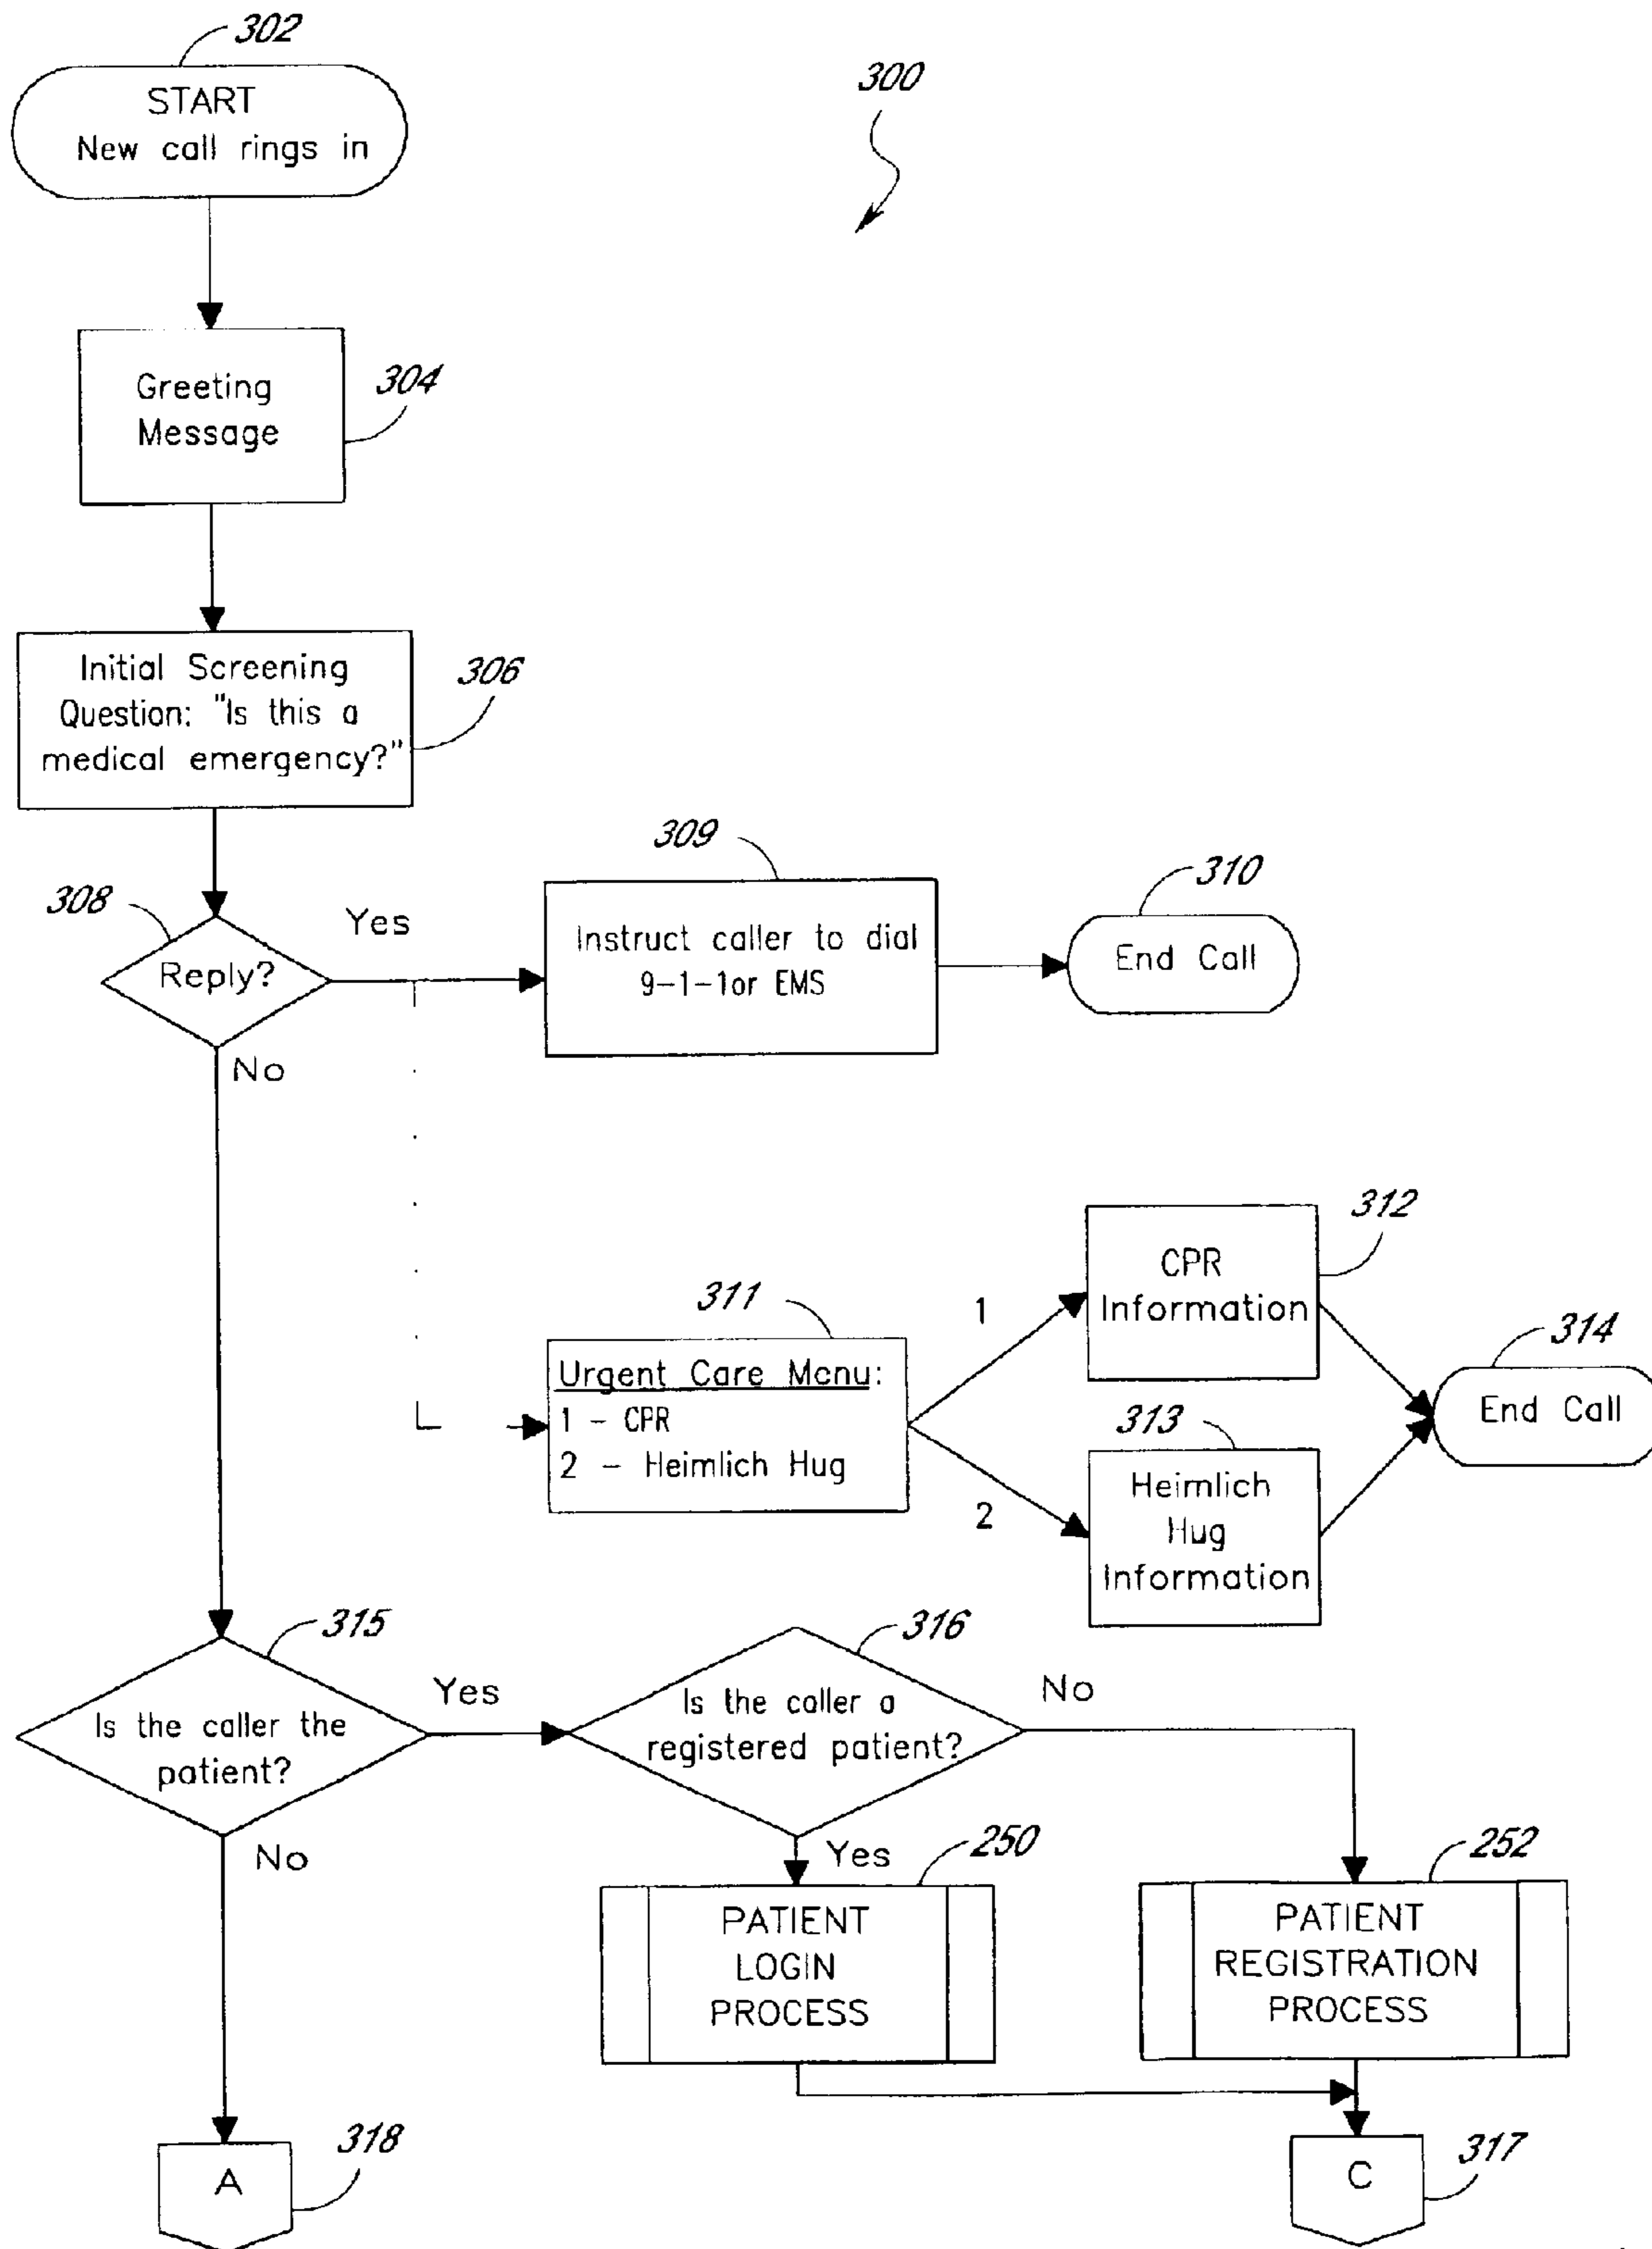 302
START
New call rings in
300
Greeting
Message
304
Initial Screening
Question: "Is this a
medical emergency?"
306
308
Reply?
Yes
No
309
Instruct caller to dial
9-1-1or EMS
310
End Call
311
Urgent Care Menu:
1 - CPR
2 - Heimlich Hug
1
2
312
CPR
Information
313
Heimlich
Hug
Information
314
End Call
315
Is the caller the
patient?
Yes
No
316
Is the caller a
registered patient?
No
Yes
250
PATIENT
LOGIN
PROCESS
252
PATIENT
REGISTRATION
PROCESS
A
318
C
317